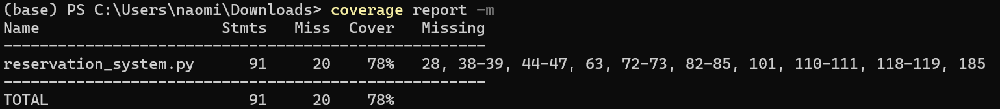 (base) PS C:\Users\naomi\Downloads> coverage report -m
Name                    Stmts   Miss  Cover   Missing
-----------------------------------------------------
reservation_system.py      91     20    78%   28, 38-39, 44-47, 63, 72-73, 82-85, 101, 110-111, 118-119, 185
-----------------------------------------------------
TOTAL                      91     20    78%